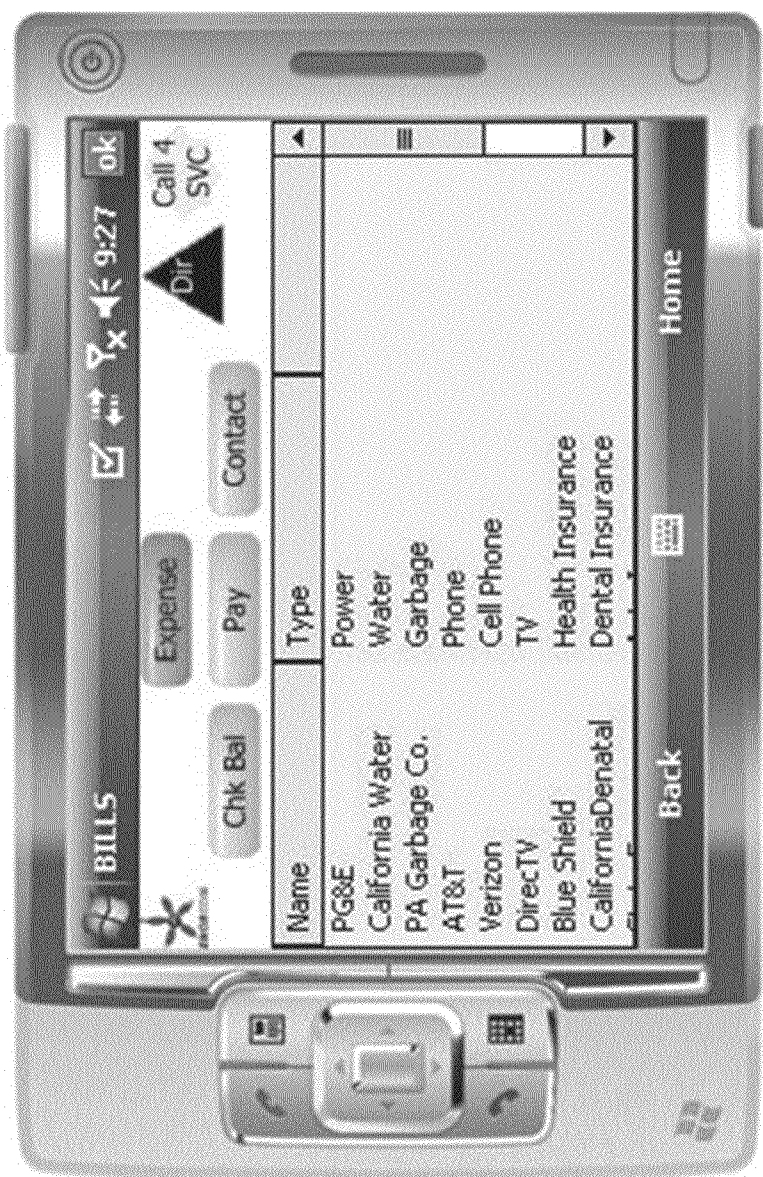 BILLS 9:27 ok
Expense Dir Call 4
SVC
Chk Bal Pay Contact
Name Type
PG&E Power
California Water Water
PA Garbage Co. Garbage
AT&T Phone
Verizon Cell Phone
DirecTV TV
Blue Shield Health Insurance
CaliforniaDenatal Dental Insurance
Back Home